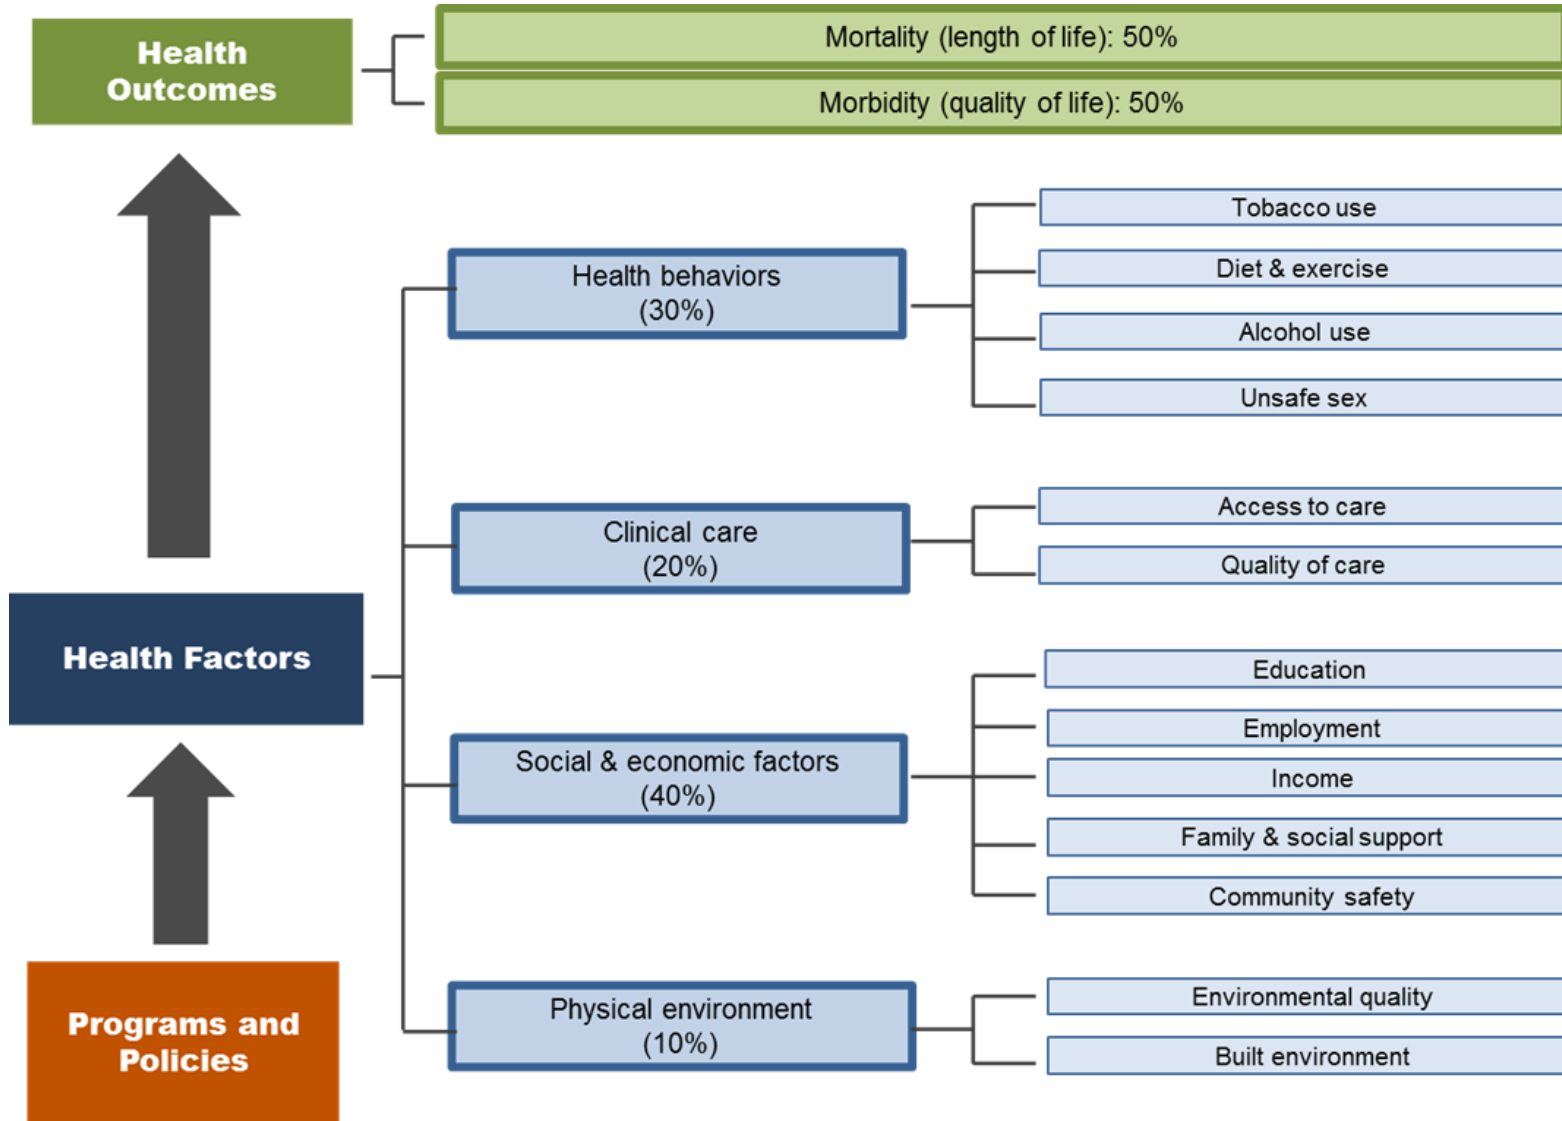 Health
Outcomes
Mortality (length of life): 50%
Morbidity (quality of life): 50%
Health Factors
Health behaviors
(30%)
Tobacco use
Diet & exercise
Alcohol use
Unsafe sex
Clinical care
(20%)
Access to care
Quality of care
Social & economic factors
(40%)
Education
Employment
Income
Family & social support
Community safety
Physical environment
(10%)
Environmental quality
Built environment
Programs and
Policies